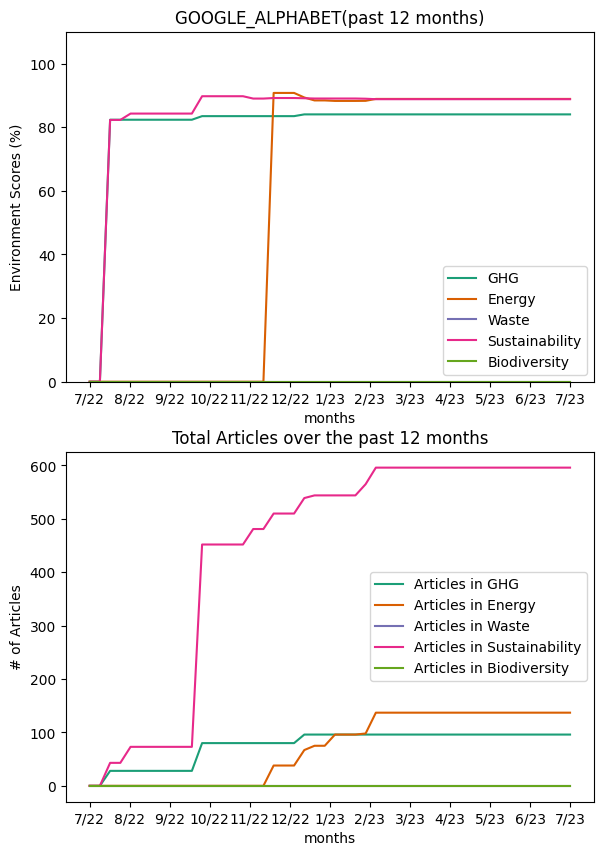 GOOGLE_ALPHABET(past 12 months)
100
80
60
40
20
0
Environment Scores (%)
GHG
Energy
Waste
Sustainability
Biodiversity
7/22 8/22 9/22 10/22 11/22 12/22 1/23 2/23 3/23 4/23 5/23 6/23 7/23
months
Total Articles over the past 12 months
600
500
400
300
200
100
0
# of Articles
Articles in GHG
Articles in Energy
Articles in Waste
Articles in Sustainability
Articles in Biodiversity
7/22 8/22 9/22 10/22 11/22 12/22 1/23 2/23 3/23 4/23 5/23 6/23 7/23
months